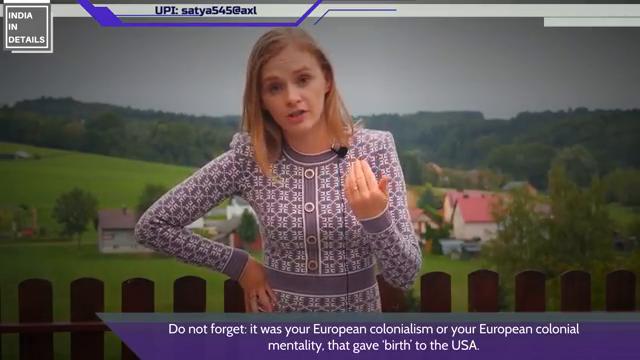 INDIA
IN
DETAILS
UPI: satya545@axl
Do not forget: it was your European colonialism or your European colonial
mentality, that gave 'birth' to the USA.